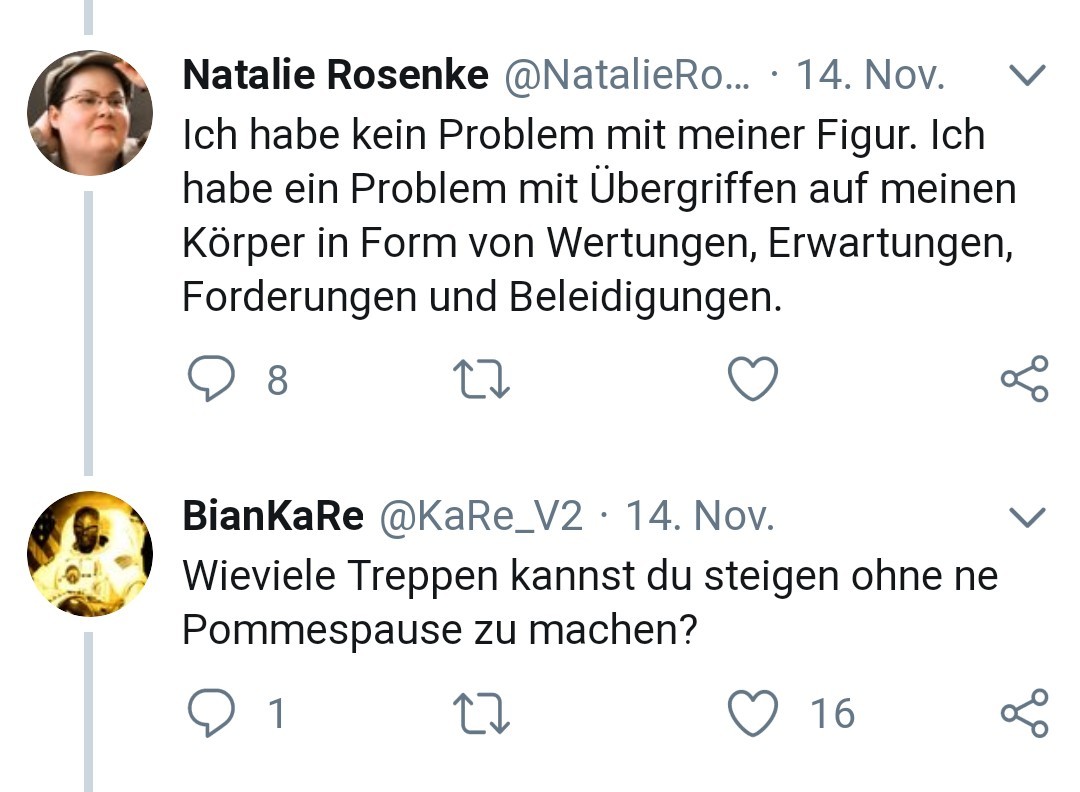 Natalie Rosenke @NatalieRo... · 14. Nov.
Ich habe kein Problem mit meiner Figur. Ich
habe ein Problem mit Übergriffen auf meinen
Körper in Form von Wertungen, Erwartungen,
Forderungen und Beleidigungen.
8
BianKaRe @KaRe_V2 · 14. Nov.
Wieviele Treppen kannst du steigen ohne ne
Pommespause zu machen?
1 16